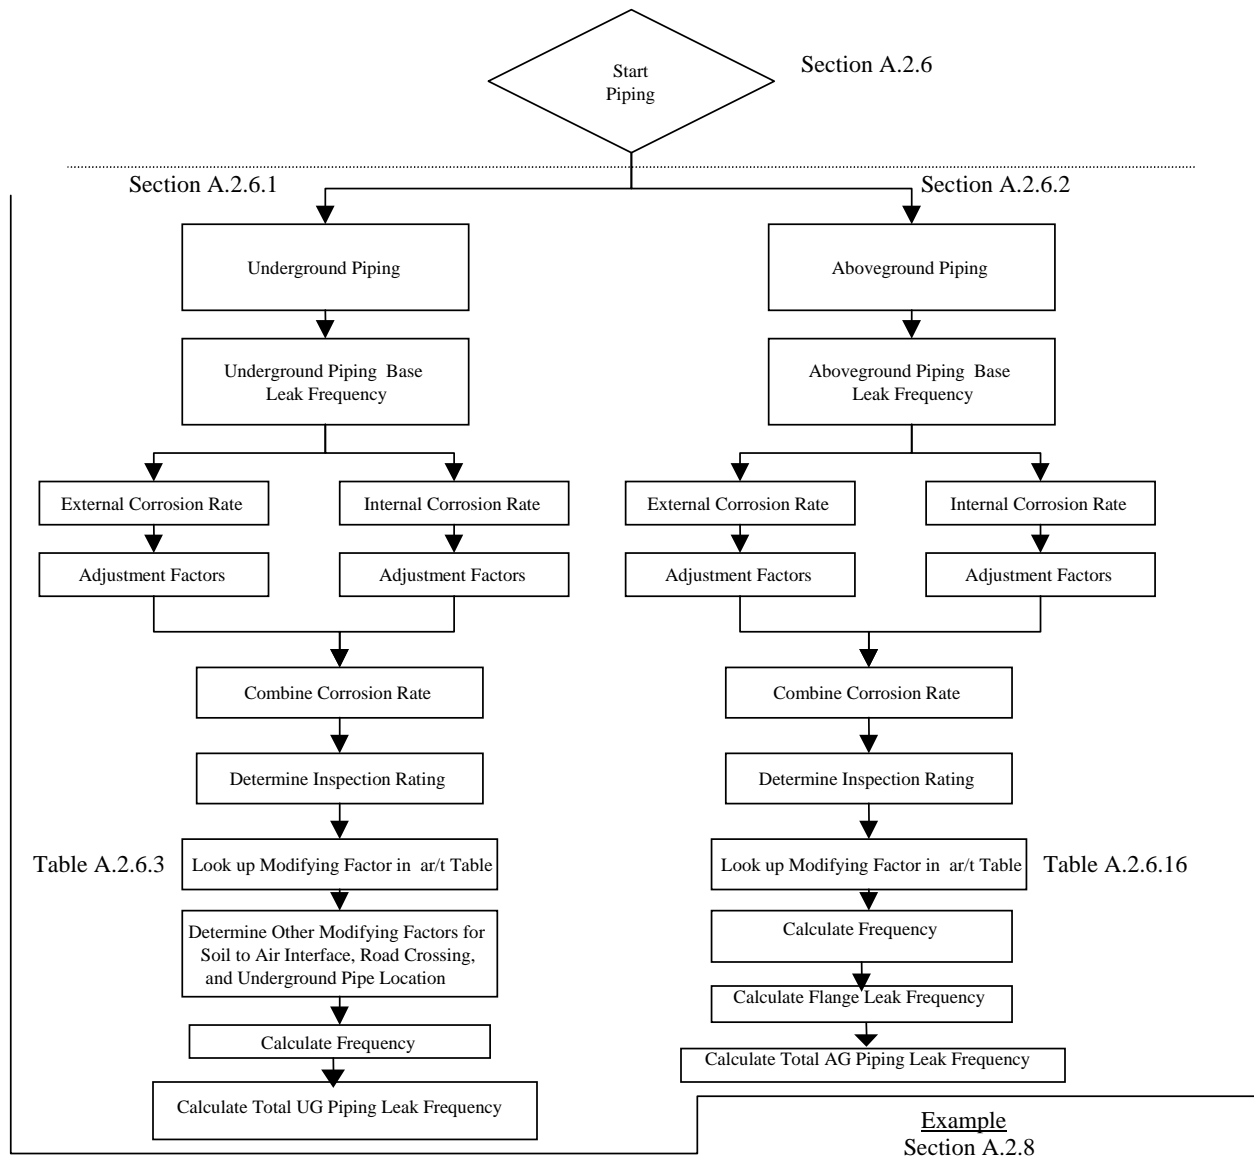 Start
Piping
Section A.2.6
Section A.2.6.1
Section A.2.6.2
Underground Piping
Aboveground Piping
Underground Piping Base
Leak Frequency
Aboveground Piping Base
Leak Frequency
External Corrosion Rate
Internal Corrosion Rate
External Corrosion Rate
Internal Corrosion Rate
Adjustment Factors
Adjustment Factors
Adjustment Factors
Adjustment Factors
Combine Corrosion Rate
Combine Corrosion Rate
Determine Inspection Rating
Determine Inspection Rating
Table A.2.6.3
Look up Modifying Factor in ar/t Table
Look up Modifying Factor in ar/t Table
Table A.2.6.16
Determine Other Modifying Factors for
Soil to Air Interface, Road Crossing,
and Underground Pipe Location
Calculate Frequency
Calculate Flange Leak Frequency
Calculate Frequency
Calculate Total AG Piping Leak Frequency
Calculate Total UG Piping Leak Frequency
Example
Section A.2.8